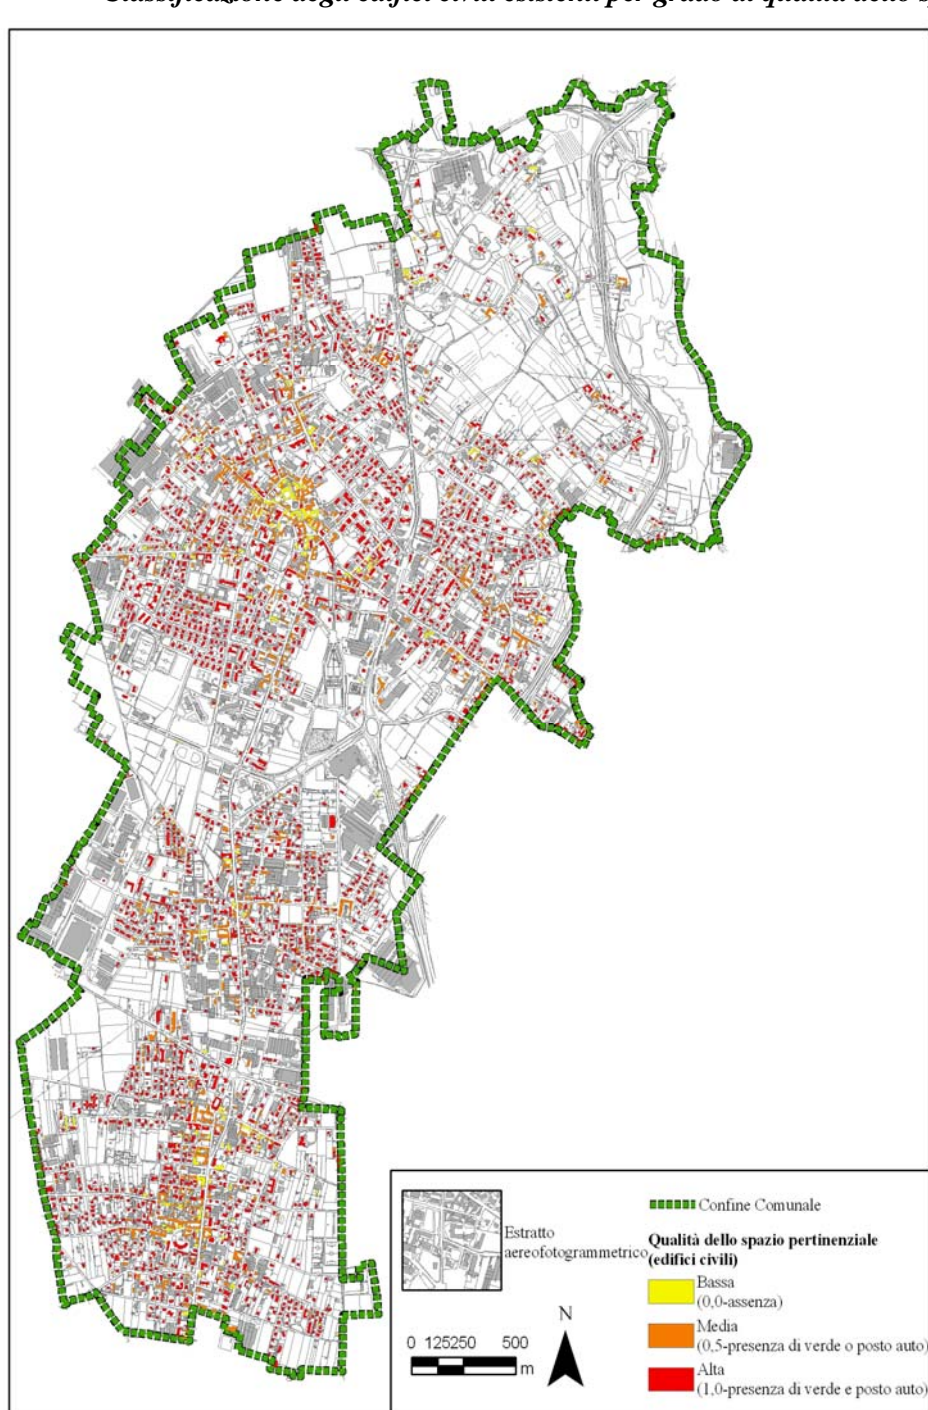 Classificazione degli edifici civili esistenti per grado di qualità dello
Estratto
aereofotogrammetrico
Confine Comunale
Qualità dello spazio pertinenziale
(edifici civili)
Bassa
(0,0-assenza)
Media
(0,5-presenza di verde o posto auto)
Alta
(1,0-presenza di verde e posto auto)
N
0 125250 500
m